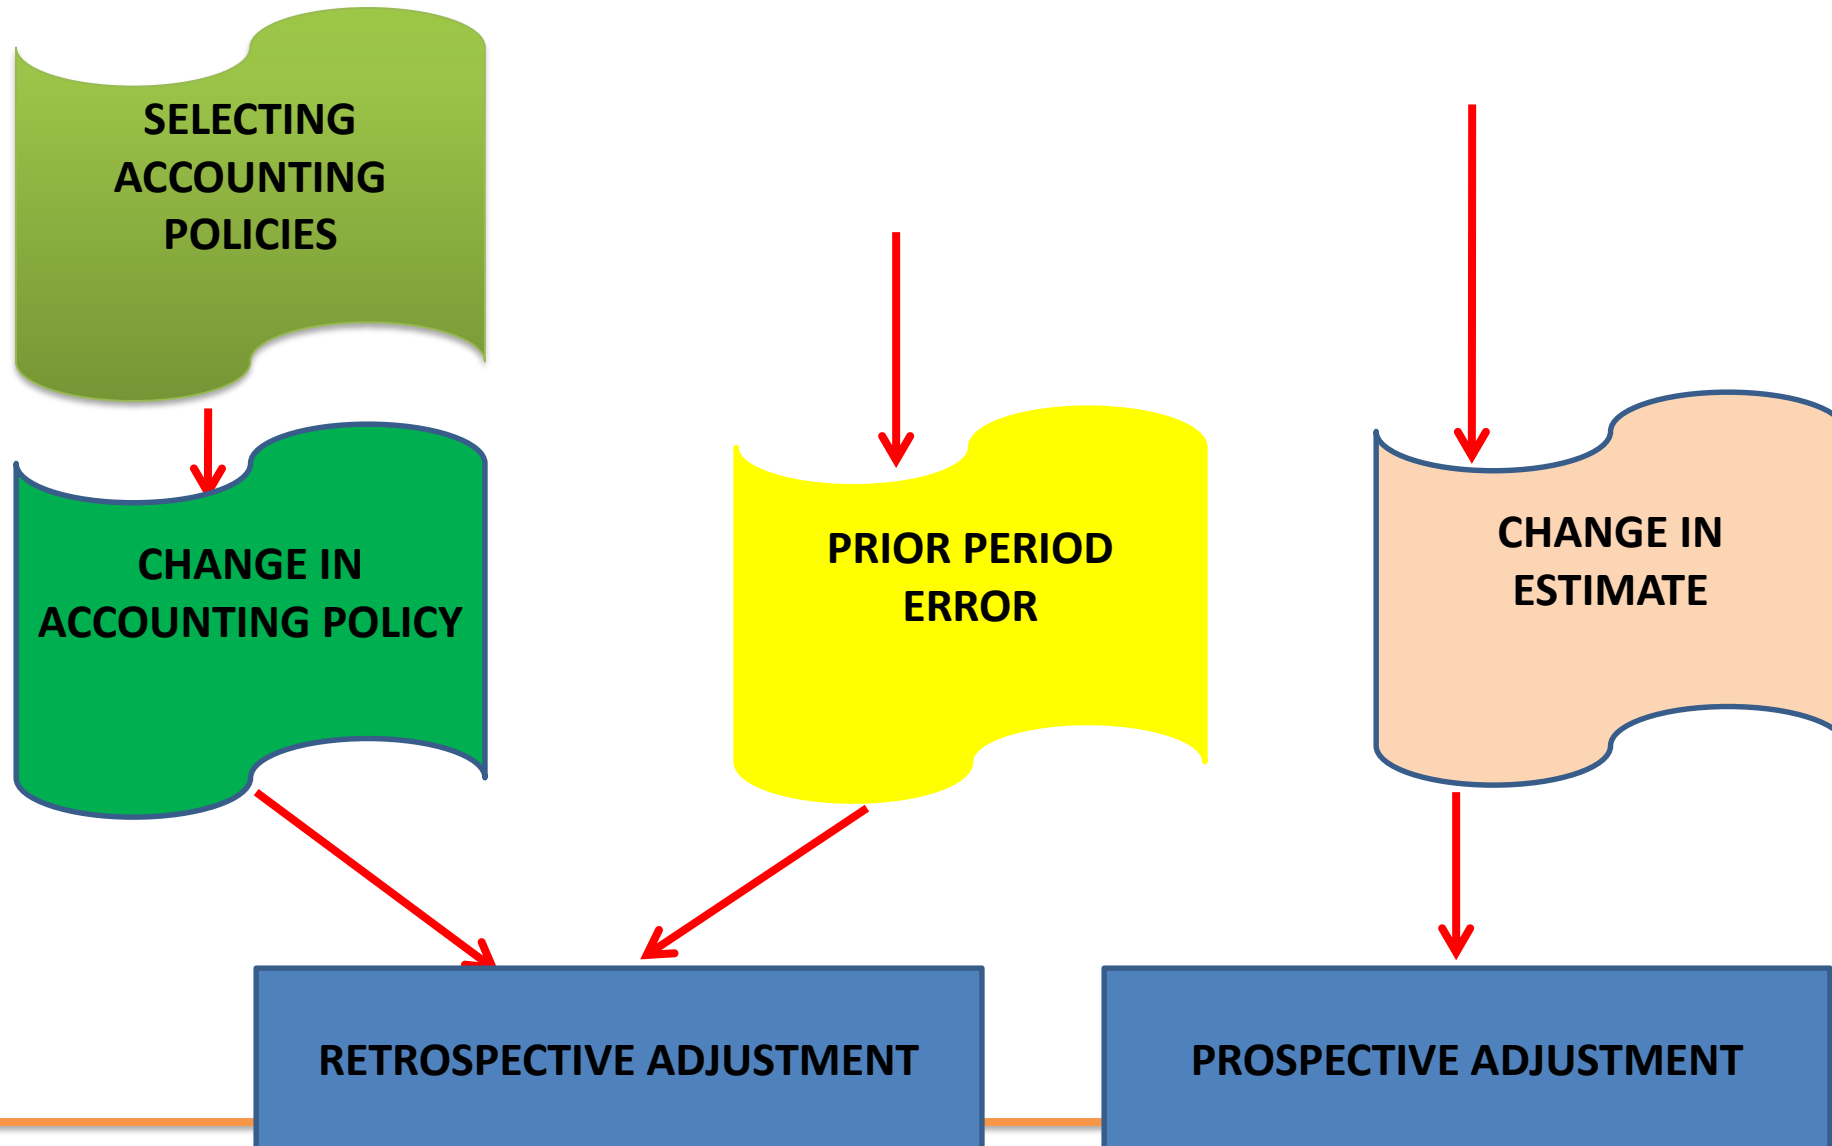 SELECTING
ACCOUNTING
POLICIES
CHANGE IN
ACCOUNTING POLICY
PRIOR PERIOD
ERROR
CHANGE IN
ESTIMATE
RETROSPECTIVE ADJUSTMENT
PROSPECTIVE ADJUSTMENT